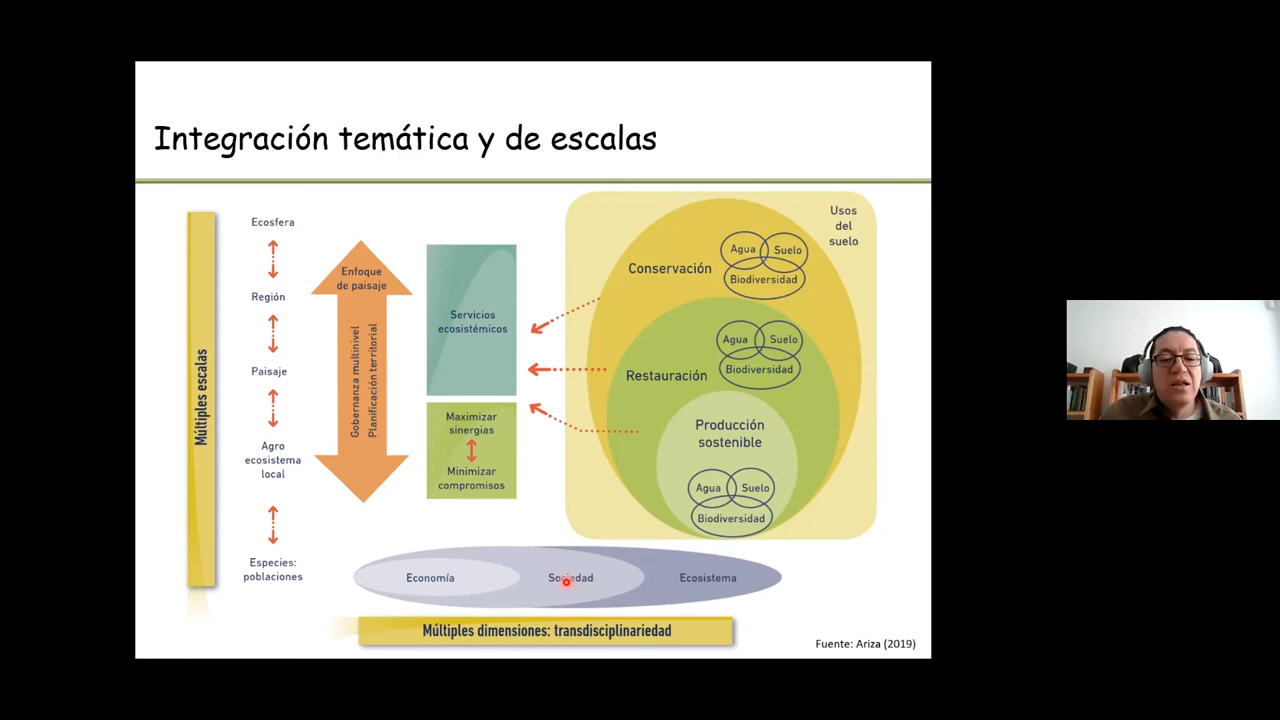 Integración temática y de escalas
Múltiples escalas
Ecosfera
Región
Paisaje
Agro
ecosistema
local
Especies:
poblaciones
Enfoque
de paisaje
Gobernanza multinivel
Planificación territorial
Servicios
ecosistémicos
Maximizar
sinergias
Minimizar
compromisos
Usos
del
suelo
Conservación
Agua
Suelo
Biodiversidad
Restauración
Agua
Suelo
Biodiversidad
Producción
sostenible
Agua
Suelo
Biodiversidad
Economía
Sociedad
Ecosistema
Múltiples dimensiones: transdisciplinariedad
Fuente: Ariza (2019)